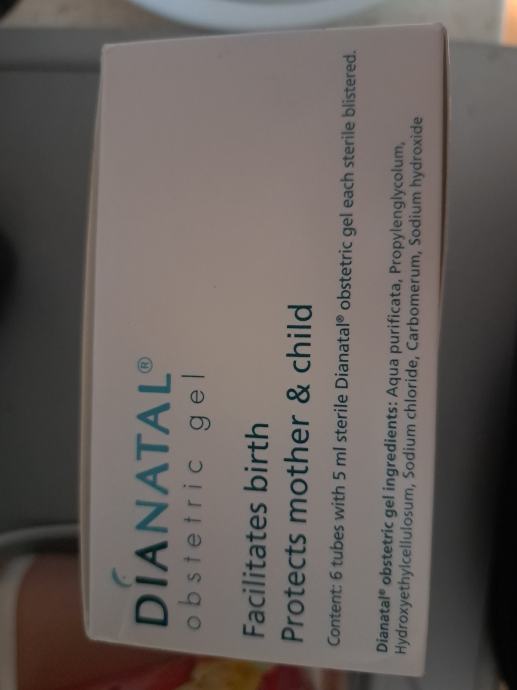 DIANATAL®
obstetric gel
Facilitates birth
Protects mother & child
Content: 6 tubes with 5 ml sterile Dianatal® obstetric gel each sterile blistered.
Dianatal® obstetric gel ingredients: Aqua purificata, Propylenglycolum,
Hydroxyethylcellulosum, Sodium chloride, Carbomerum, Sodium hydroxide